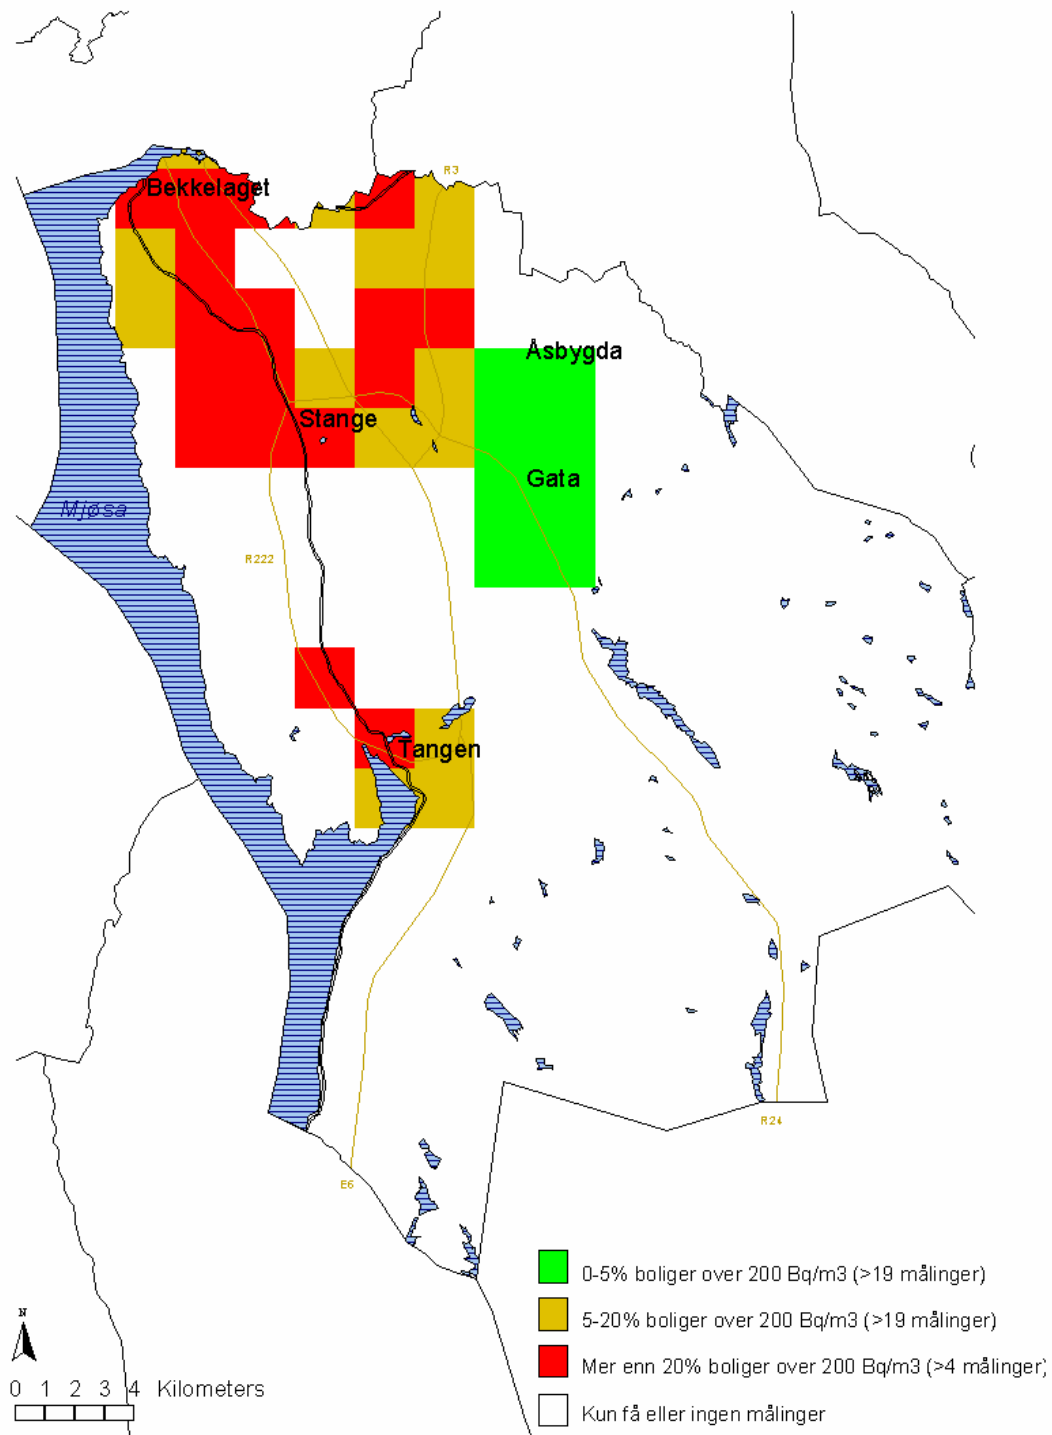 R3
Bekkelaget
Åsbygda
Stange
Gata
Mjøsa
R222
Tangen
R24
E6
0-5% boliger over 200 Bq/m3 (>19 målinger)
5-20% boliger over 200 Bq/m3 (>19 målinger)
Mer enn 20% boliger over 200 Bq/m3 (>4 målinger)
Kun få eller ingen målinger
N
0 1 2 3 4 Kilometers